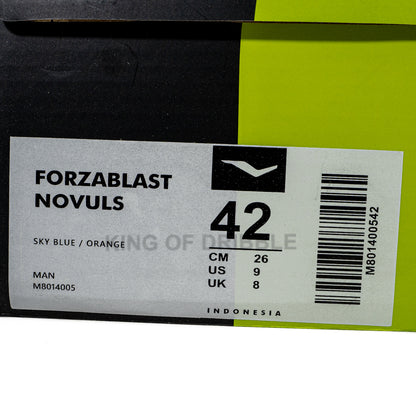 FORZABLAST
NOVULS
SKY BLUE / ORANGE
MAN
M8014005
42
CM 26
US 9
UK 8
INDONESIA
M801400542
KING OF DRIBBLE